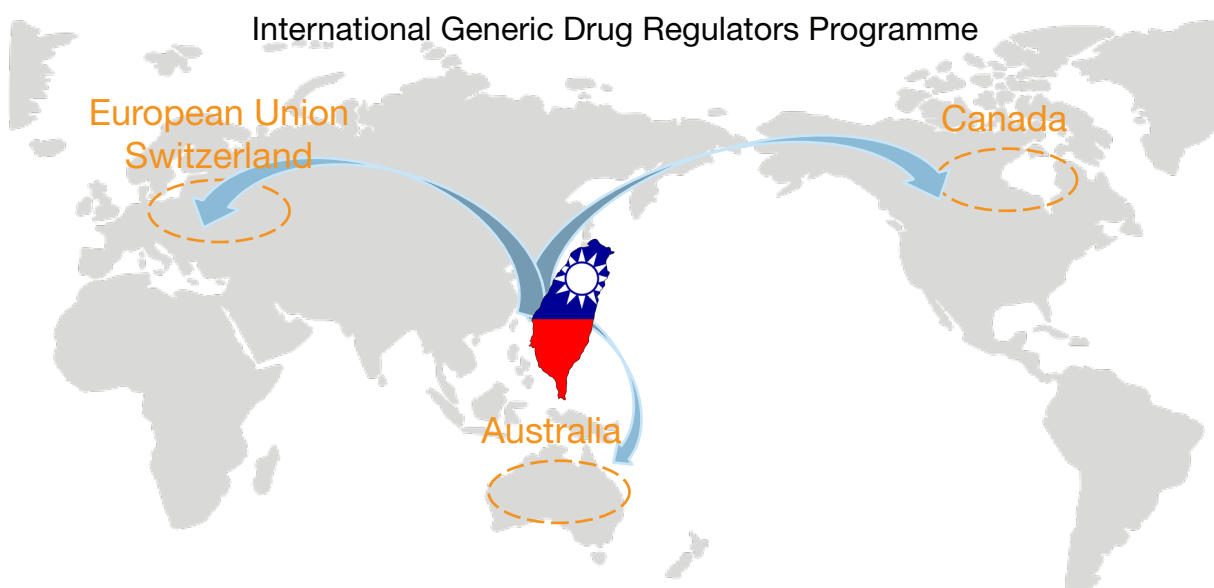 International Generic Drug Regulators Programme
European Union
Switzerland
Canada
Australia